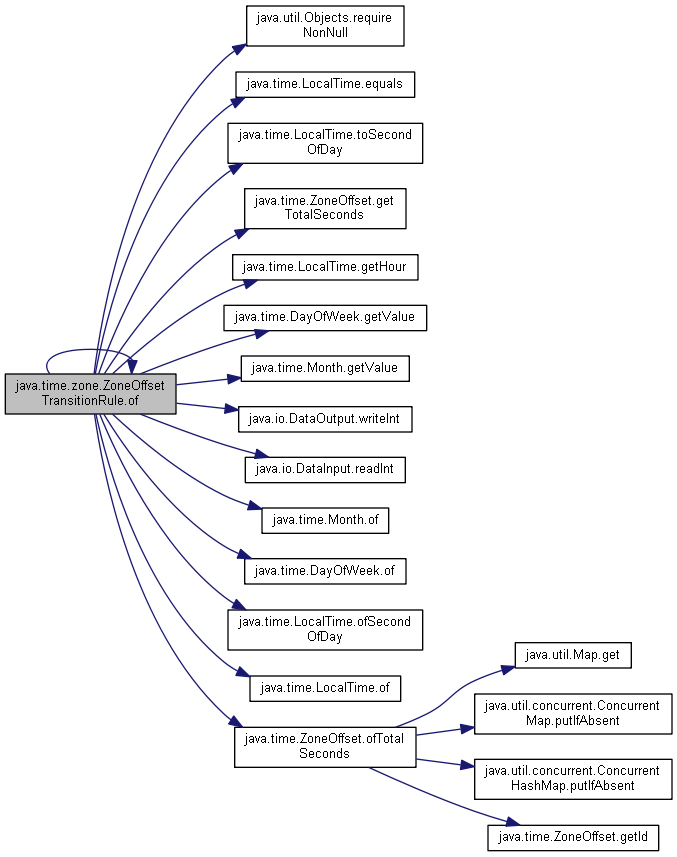 java.util.Objects.require
NonNull
java.time.LocalTime.equals
java.time.LocalTime.toSecond
OfDay
java.time.ZoneOffset.get
TotalSeconds
java.time.LocalTime.getHour
java.time.DayOfWeek.getValue
java.time.Month.getValue
java.time.zone.ZoneOffset
TransitionRule.of
java.io.DataOutput.writeInt
java.io.DataInput.readInt
java.time.Month.of
java.time.DayOfWeek.of
java.time.LocalTime.ofSecond
OfDay
java.time.LocalTime.of
java.time.ZoneOffset.ofTotal
Seconds
java.util.Map.get
java.util.concurrent.Concurrent
Map.putIfAbsent
java.util.concurrent.Concurrent
HashMap.putIfAbsent
java.time.ZoneOffset.getId